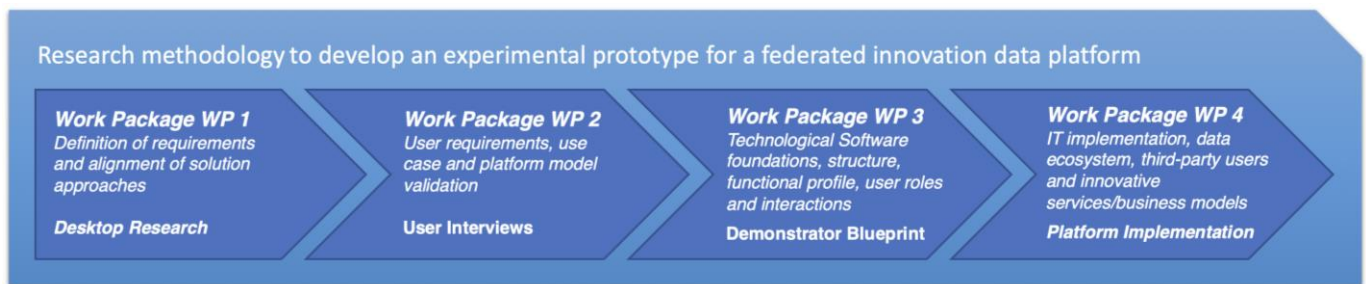 Research methodology to develop an experimental prototype for a federated innovation data platform
Work Package WP 1
Definition of requirements
and alignment of solution
approaches
Desktop Research
Work Package WP 2
User requirements, use
case and platform model
validation
User Interviews
Work Package WP 3
Technological Software
foundations, structure,
functional profile, user roles
and interactions
Demonstrator Blueprint
Work Package WP 4
IT implementation, data
ecosystem, third-party users
and innovative
services/business models
Platform Implementation